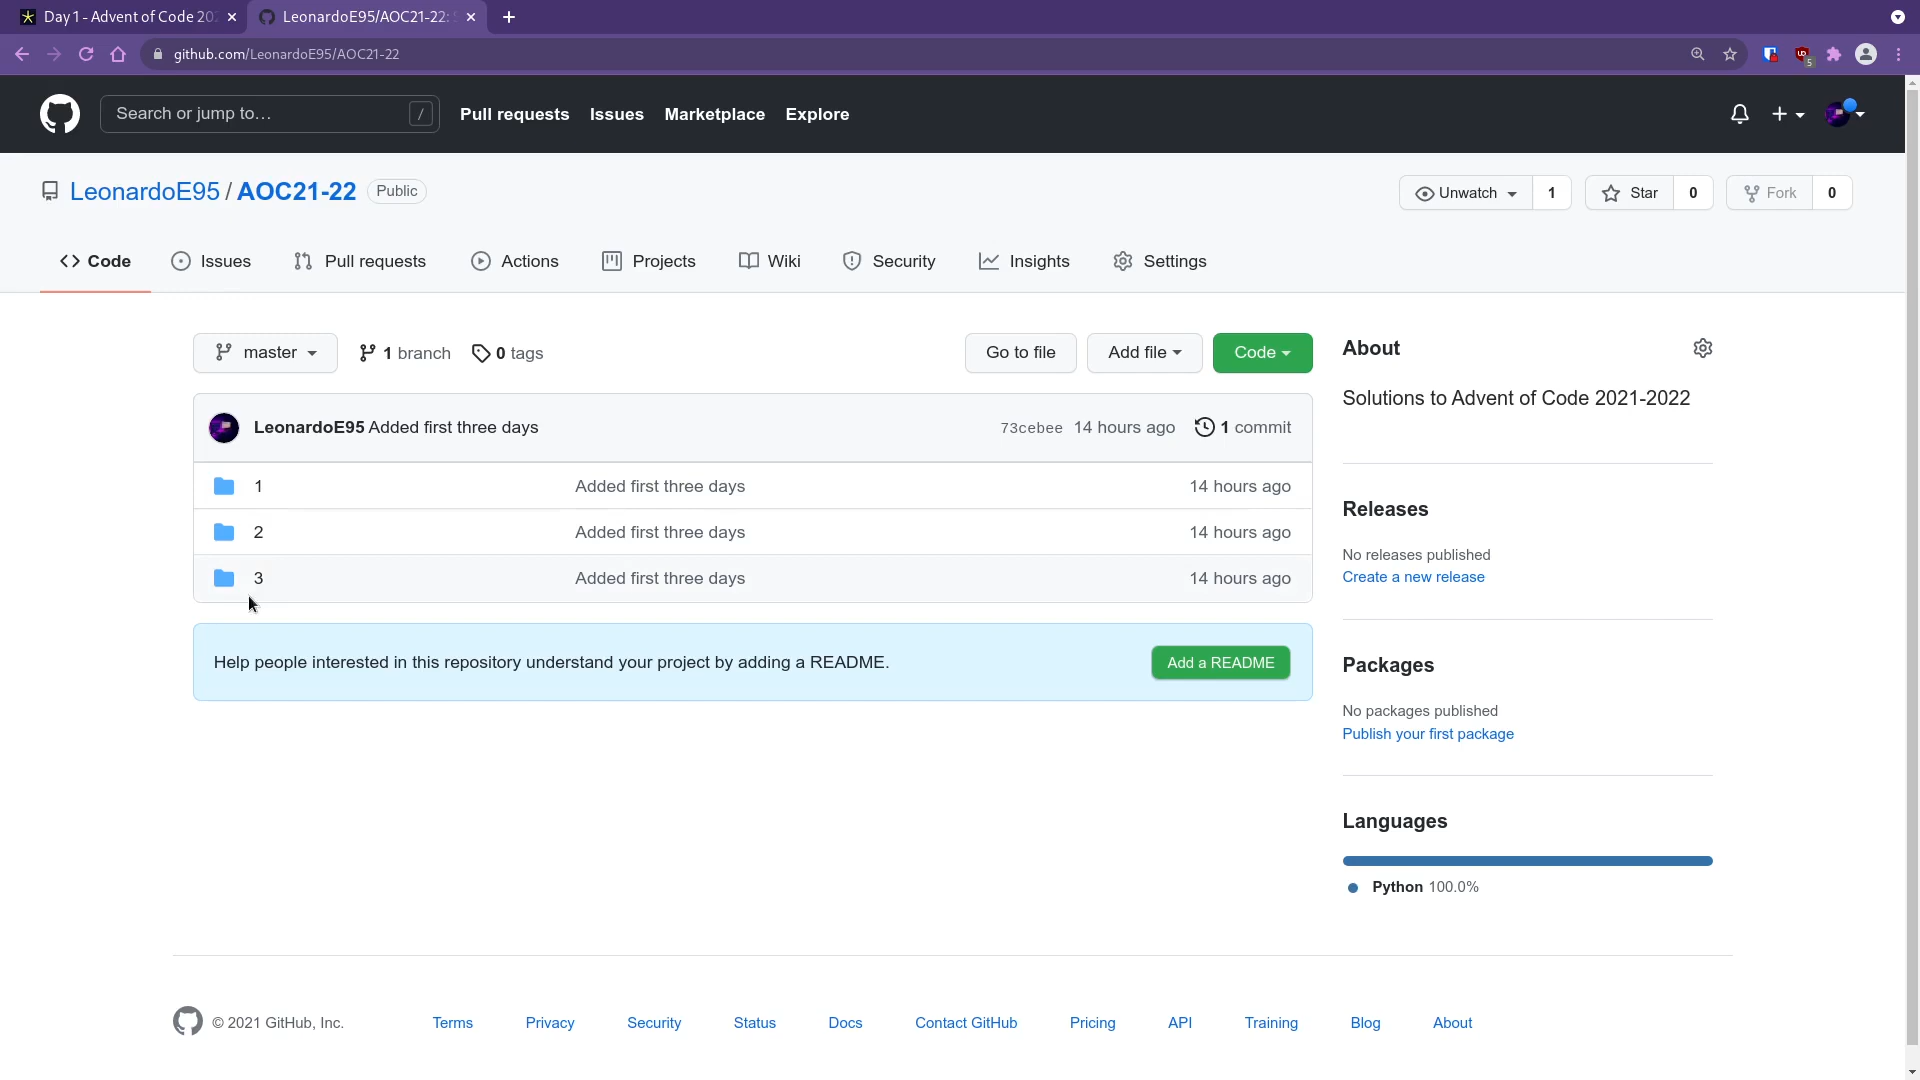 Day 1 - Advent of Code 202
LeonardoE95/AOC21-22: S
github.com/LeonardoE95/AOC21-22
5
Search or jump to… /
Pull requests Issues Marketplace Explore
LeonardoE95 / AOC21-22 Public
Unwatch 1 Star 0 Fork 0
Code Issues Pull requests Actions Projects Wiki Security Insights Settings
master 1 branch 0 tags Go to file Add file Code
LeonardoE95 Added first three days 73cebee 14 hours ago 1 commit
1 Added first three days 14 hours ago
2 Added first three days 14 hours ago
3 Added first three days 14 hours ago
Help people interested in this repository understand your project by adding a README. Add a README
About
Solutions to Advent of Code 2021-2022
Releases
No releases published
Create a new release
Packages
No packages published
Publish your first package
Languages
Python 100.0%
© 2021 GitHub, Inc. Terms Privacy Security Status Docs Contact GitHub Pricing API Training Blog About